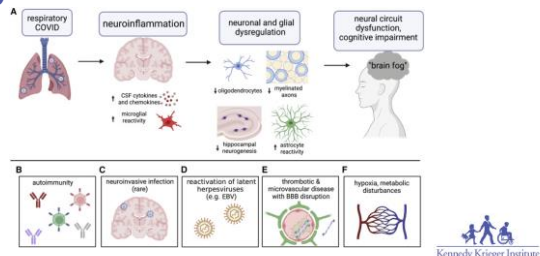 A
respiratory
COVID
neuroinflammation
neuronal and glial
dysregulation
neural circuit
dysfunction,
cognitive impairment
↑ CSF cytokines
and chemokines
↑ microglial
reactivity
↓ oligodendrocytes
↓ myelinated
axons
↓ hippocampal
neurogenesis
↑ astrocyte
reactivity
"brain fog"
B
autoimmunity
C
neuroinvasive infection
(rare)
D
reactivation of latent
herpesviruses
(e.g. EBV)
E
thrombotic &
microvascular disease
with BBB disruption
F
hypoxia, metabolic
disturbances
Kennedy Krieger Institute